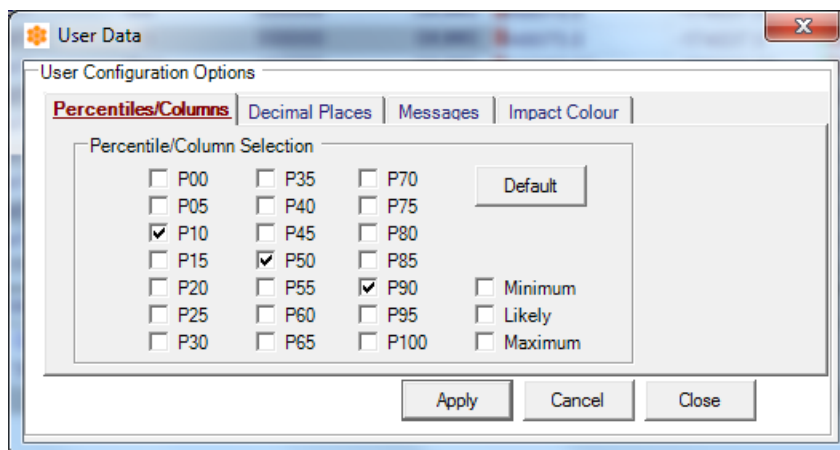 User Data
User Configuration Options
Percentiles/Columns Decimal Places Messages Impact Colour
Percentile/Column Selection
P00 P35 P70 Default
P05 P40 P75
P10 P45 P80
P15 P50 P85
P20 P55 P90 Minimum
P25 P60 P95 Likely
P30 P65 P100 Maximum
Apply Cancel Close